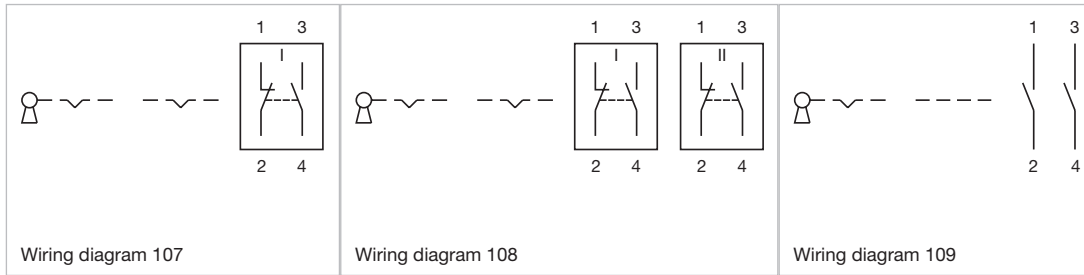 1 3
I
2 4
Wiring diagram 107
1 3 1 3
I II
2 4 2 4
Wiring diagram 108
1 3
2 4
Wiring diagram 109